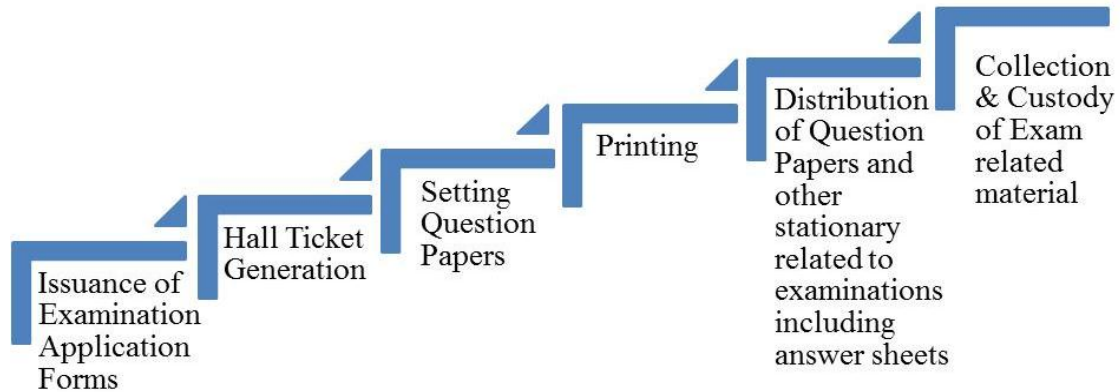 Issuance of
Examination
Application
Forms
Hall Ticket
Generation
Setting
Question
Papers
Printing
Distribution
of Question
Papers and
other
stationary
related to
examinations
including
answer sheets
Collection
& Custody
of Exam
related
material